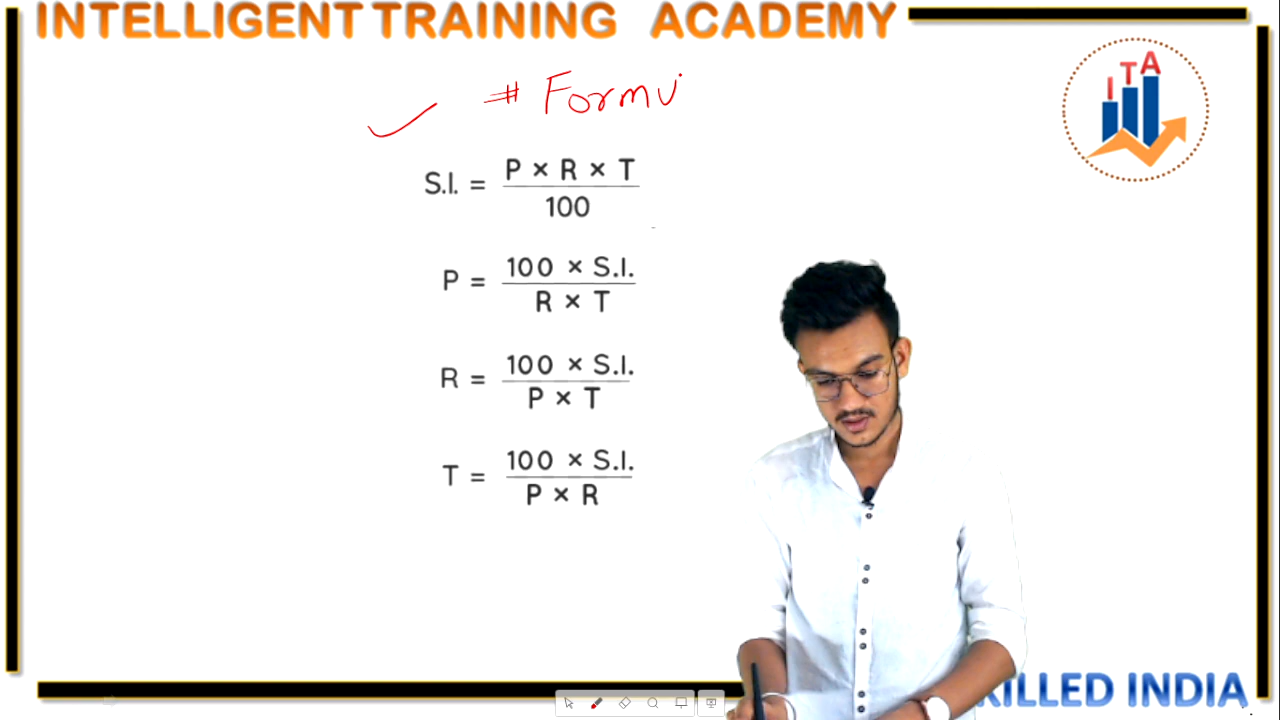 INTELLIGENT TRAINING ACADEMY
ITA
# Formu
S.I. = P × R × T / 100
P = 100 × S.I. / R × T
R = 100 × S.I. / P × T
T = 100 × S.I. / P × R
KILLED INDIA